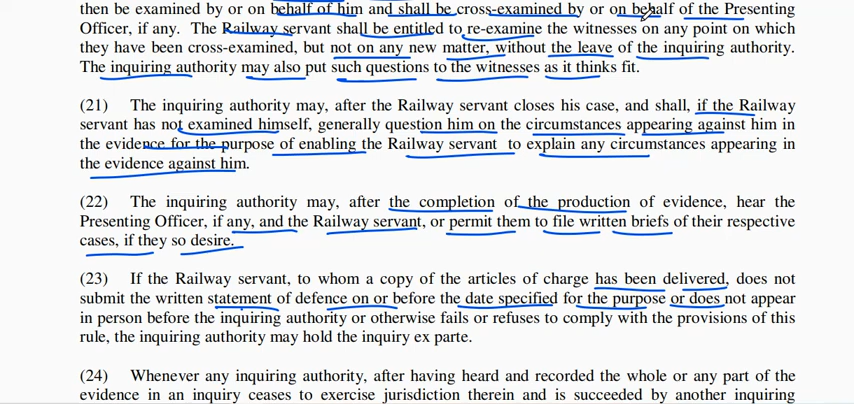 then be examined by or on behalf of him and shall be cross-examined by or on behalf of the Presenting
Officer, if any. The Railway servant shall be entitled to re-examine the witnesses on any point on which
they have been cross-examined, but not on any new matter, without the leave of the inquiring authority.
The inquiring authority may also put such questions to the witnesses as it thinks fit.
(21) The inquiring authority may, after the Railway servant closes his case, and shall, if the Railway
servant has not examined himself, generally question him on the circumstances appearing against him in
the evidence for the purpose of enabling the Railway servant to explain any circumstances appearing in
the evidence against him.
(22) The inquiring authority may, after the completion of the production of evidence, hear the
Presenting Officer, if any, and the Railway servant, or permit them to file written briefs of their respective
cases, if they so desire.
(23) If the Railway servant, to whom a copy of the articles of charge has been delivered, does not
submit the written statement of defence on or before the date specified for the purpose or does not appear
in person before the inquiring authority or otherwise fails or refuses to comply with the provisions of this
rule, the inquiring authority may hold the inquiry ex parte.
(24) Whenever any inquiring authority, after having heard and recorded the whole or any part of the
evidence in an inquiry ceases to exercise jurisdiction therein and is succeeded by another inquiring